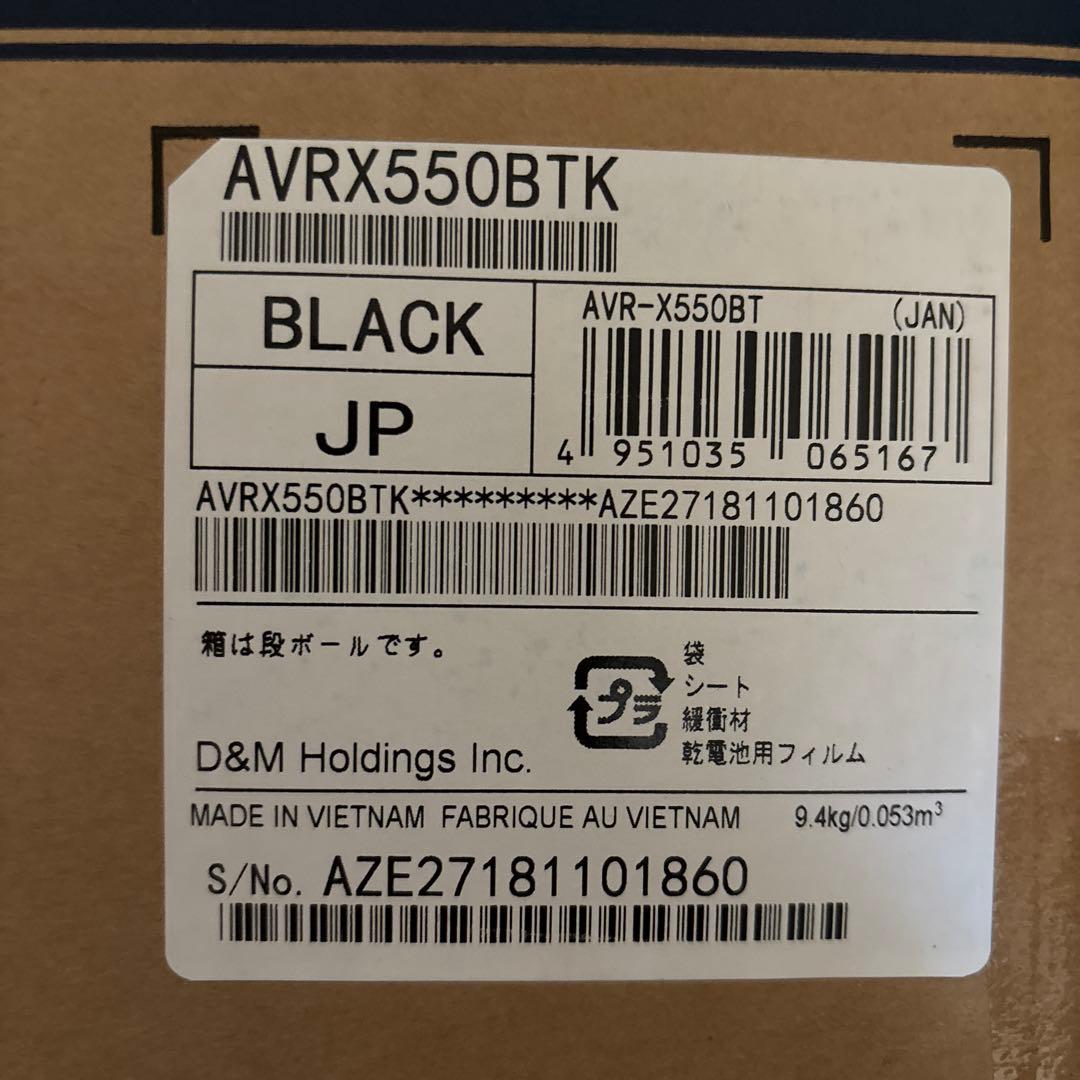 AVRX550BTK
BLACK
JP
AVR-X550BT (JAN)
4 951035 065167
AVRX550BTK*********AZE27181101860
箱は段ボールです。
プラ
袋
シート
緩衝材
乾電池用フィルム
D&M Holdings Inc.
MADE IN VIETNAM FABRIQUE AU VIETNAM 9.4kg/0.053m³
S/No. AZE27181101860